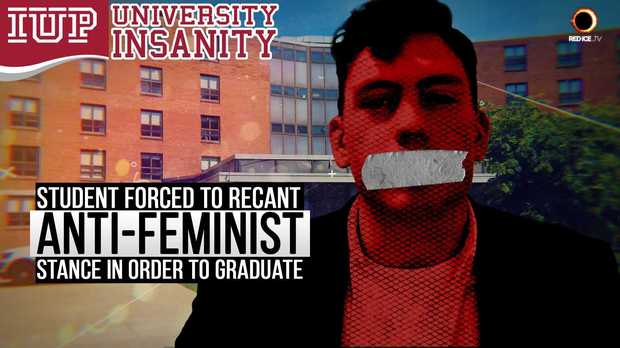 IUP
UNIVERSITY
INSANITY
RED ICE.TV
STUDENT FORCED TO RECANT
ANTI-FEMINIST
STANCE IN ORDER TO GRADUATE